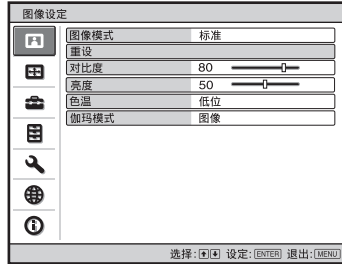 图像设定
图像模式 标准
重设
对比度 80
亮度 50
色温 低位
伽玛模式 图像
选择: 设定: ENTER 退出: MENU